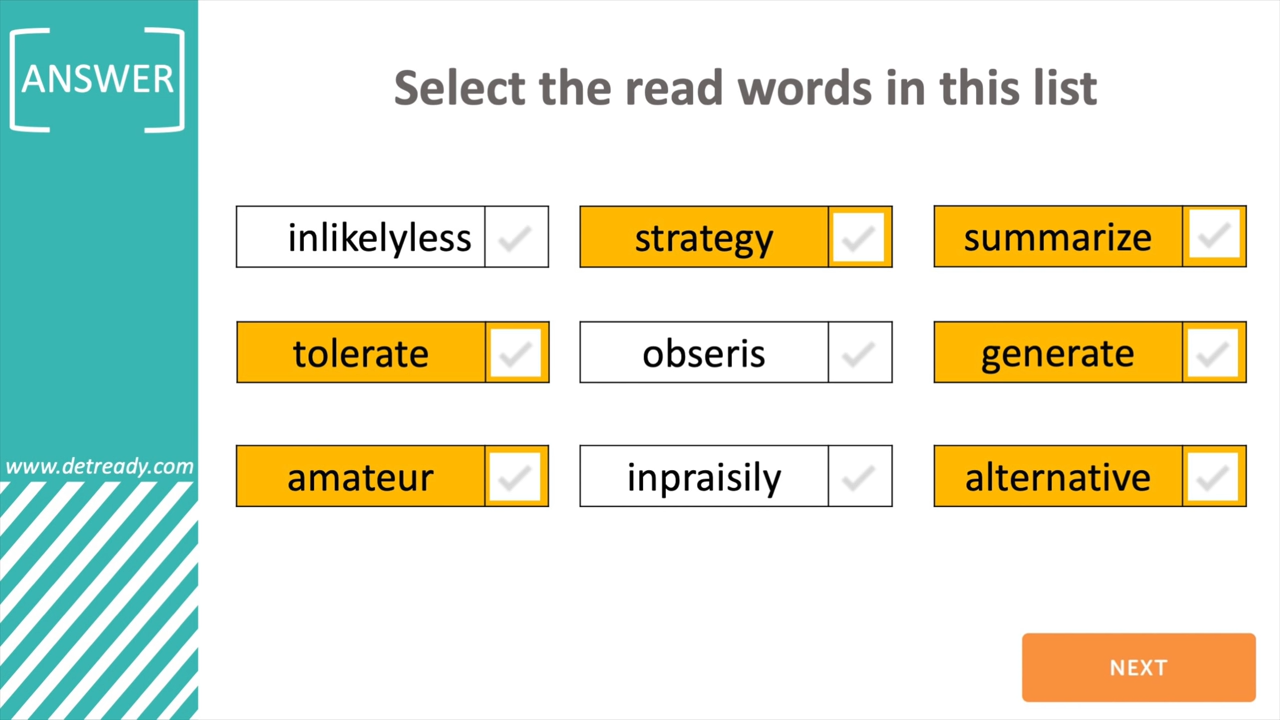 ANSWER
Select the read words in this list
inlikelyless
strategy
summarize
tolerate
obseris
generate
amateur
inpraisily
alternative
www.detready.com
NEXT